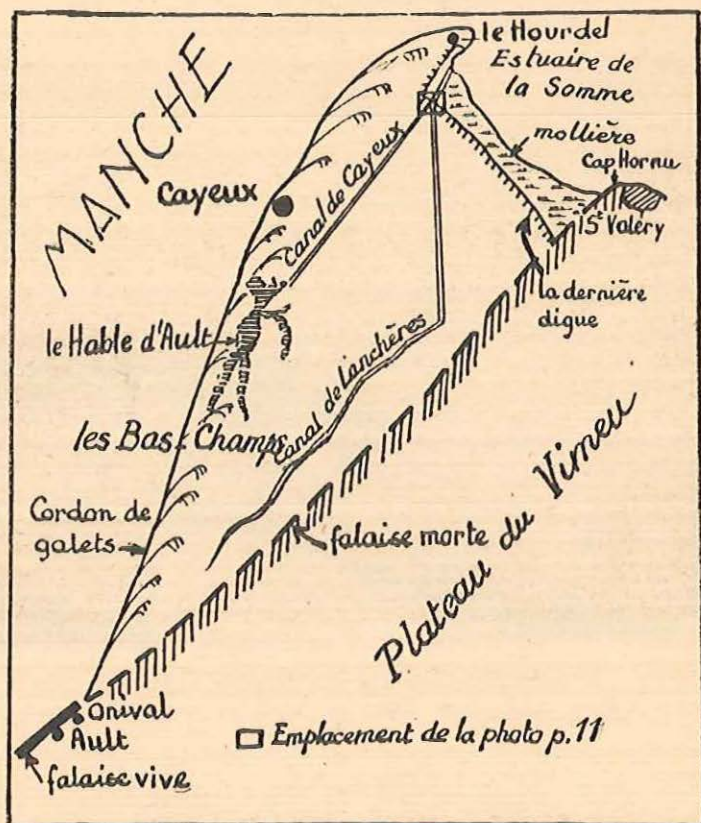 MANCHE
le Hourdel
Estuaire de
la Somme
mollière
Cap Hornu
Canal de Cayeux
Cayeux
St Valéry
la dernière
digue
le Hable d'Ault
Canal de Lanchères
les Bas-Champs
Cordon de
galets
falaise morte
Plateau du Vimeu
Onival
Ault
Emplacement de la photo p.11
falaise vive